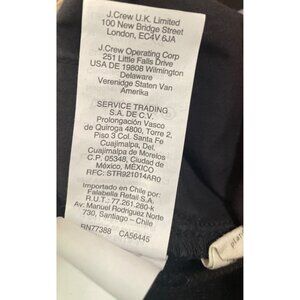 J.Crew U.K. Limited
100 New Bridge Street
London, EC4V 6JA
J.Crew Operating Corp
251 Little Falls Drive
USA DE 19808 Wilmington
Delaware
Verenidge Staten Van
Amerika
SERVICE TRADING
S.A. DE C.V.
Prolongación Vasco
de Quiroga 4800, Torre 2,
Piso 3 Col. Santa Fe
Cuajimalpa
Cuajimalpa de Morelos
C.P. 05348, Ciudad de
México, MÉXICO
RFC: STR921014AR0
Importado en Chile por:
Falabella Retail S.A.
R.U.T.: 77.261.280-k
Av: Manuel Rodriguez Norte
730, Santiago - Chile
RN77388 CA56445